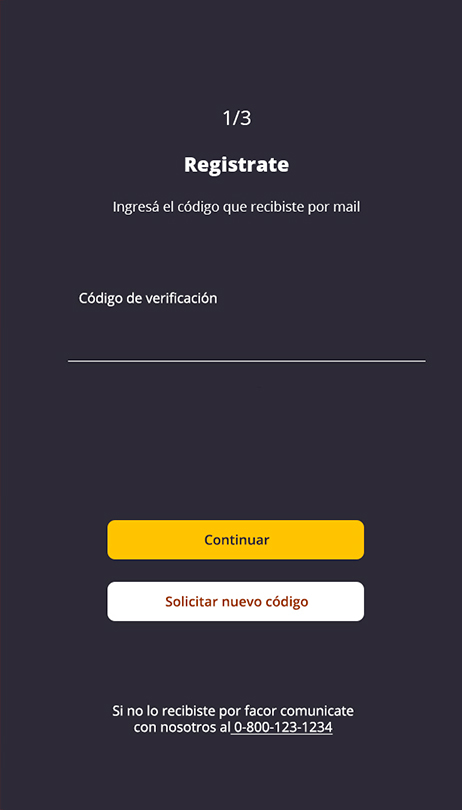 1/3
Registrate
Ingresá el código que recibiste por mail
Código de verificación
Continuar
Solicitar nuevo código
Si no lo recibiste por facor comunicate
con nosotros al 0-800-123-1234